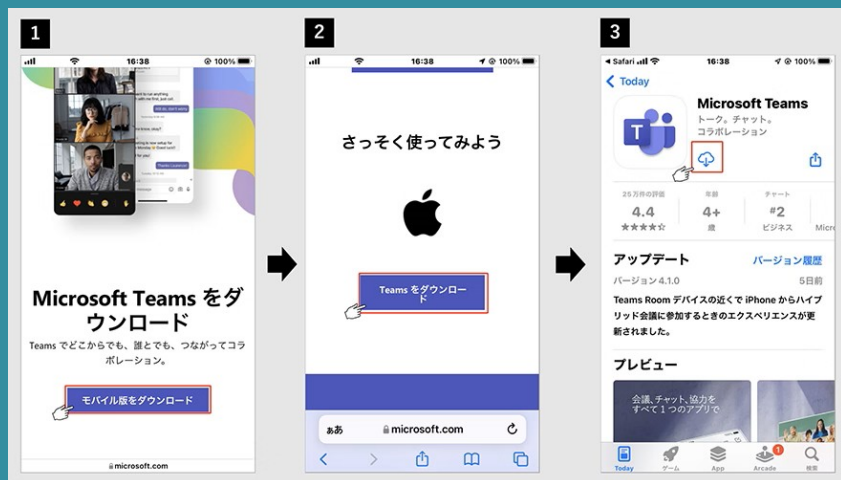 1
16:38
100%
Microsoft Teams をダ
ウンロード
Teams でどこからでも、誰とでも、つながってコラ
ボレーション。
モバイル版をダウンロード
microsoft.com
2
16:38
100%
さっそく使ってみよう
Teams をダウンロー
ド
ぁあ
microsoft.com
3
Safari
16:38
100%
Today
Microsoft Teams
トーク。チャット。
コラボレーション
25万件の評価
年齢
チャート
4.4
4+
#2
★★★★☆
歳
ビジネス
アップデート
バージョン履歴
バージョン 4.1.0
5日前
Teams Room デバイスの近くで iPhone からハイブ
リッド会議に参加するときのエクスペリエンスが更
新されました。
プレビュー
会議、チャット、協力を
すべて 1 つのアプリで
1
Today
ゲーム
App
Arcade
検索